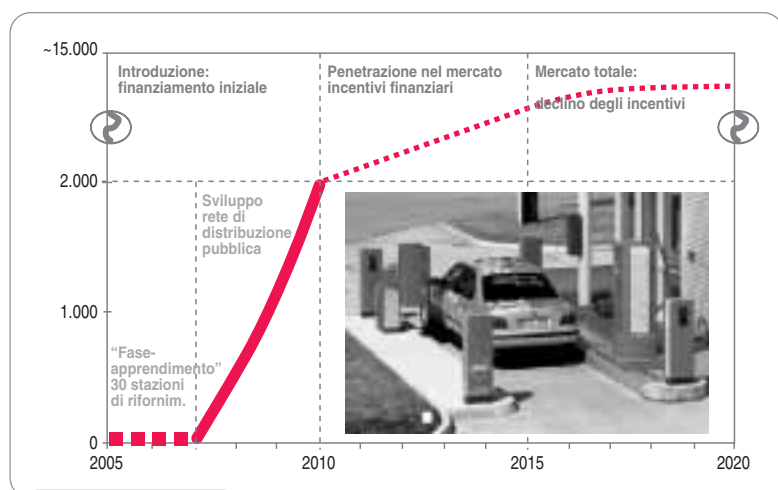 ~15.000
Introduzione:
finanziamento iniziale
Penetrazione nel mercato
incentivi finanziari
Mercato totale:
declino degli incentivi
2.000
Sviluppo
rete di
distribuzione
pubblica
1.000
“Fase-
apprendimento”
30 stazioni
di rifornim.
0
2005
2010
2015
2020